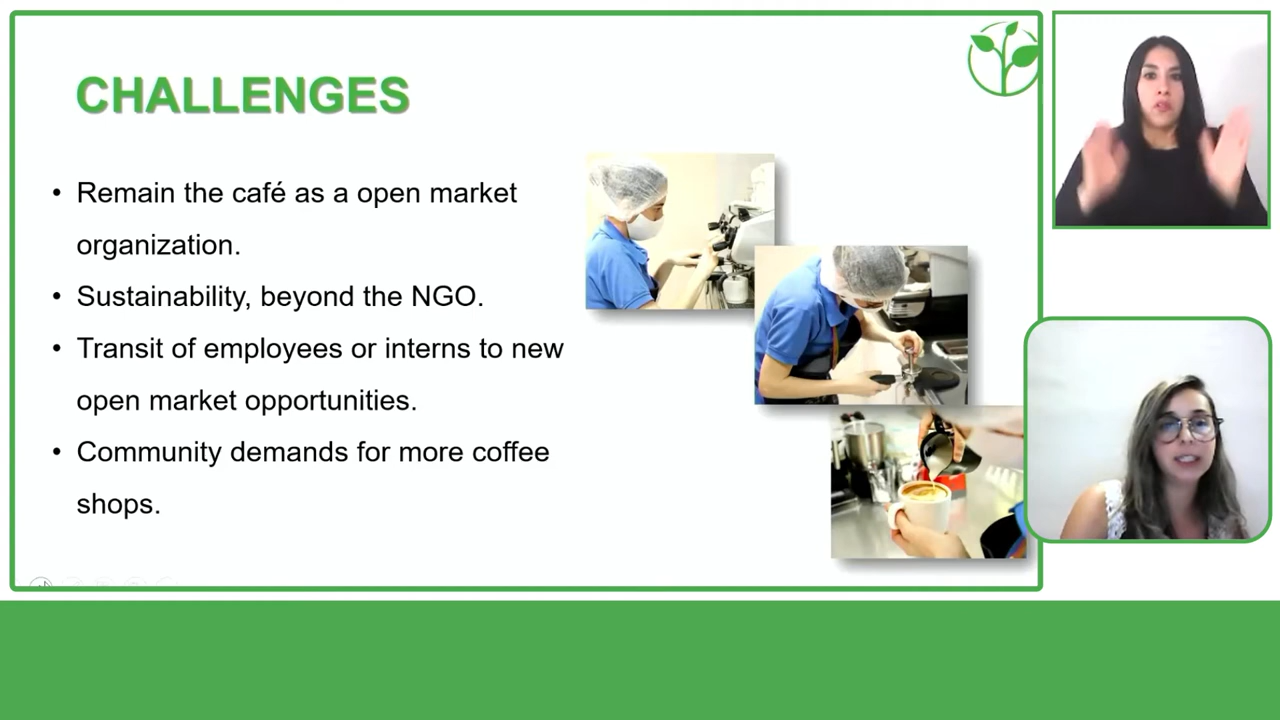 CHALLENGES
• Remain the café as a open market
organization.
• Sustainability, beyond the NGO.
• Transit of employees or interns to new
open market opportunities.
• Community demands for more coffee
shops.